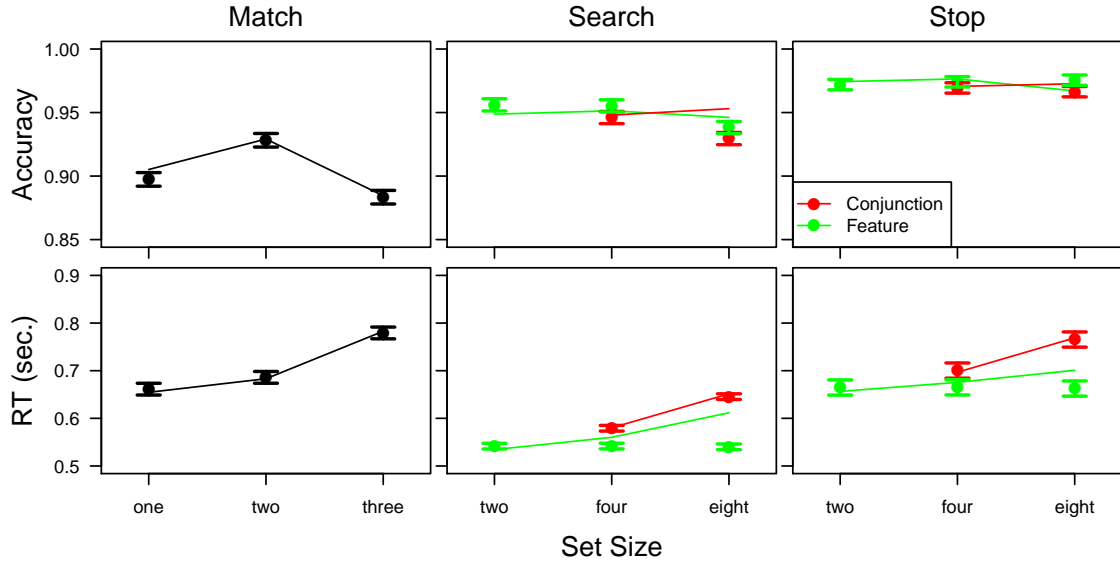 Match Search Stop
Accuracy
1.00
0.95
0.90
0.85
Conjunction
Feature
RT (sec.)
0.9
0.8
0.7
0.6
0.5
one two three two four eight two four eight
Set Size